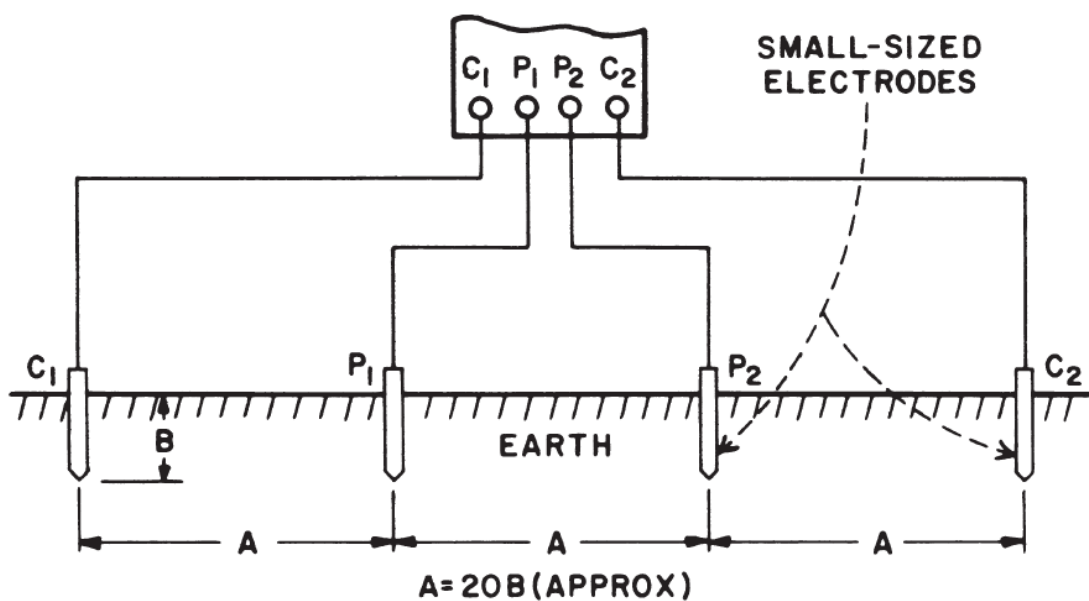 C₁ P₁ P₂ C₂
SMALL-SIZED
ELECTRODES
C₁
P₁
P₂
C₂
B
EARTH
A
A
A
A=20B (APPROX)